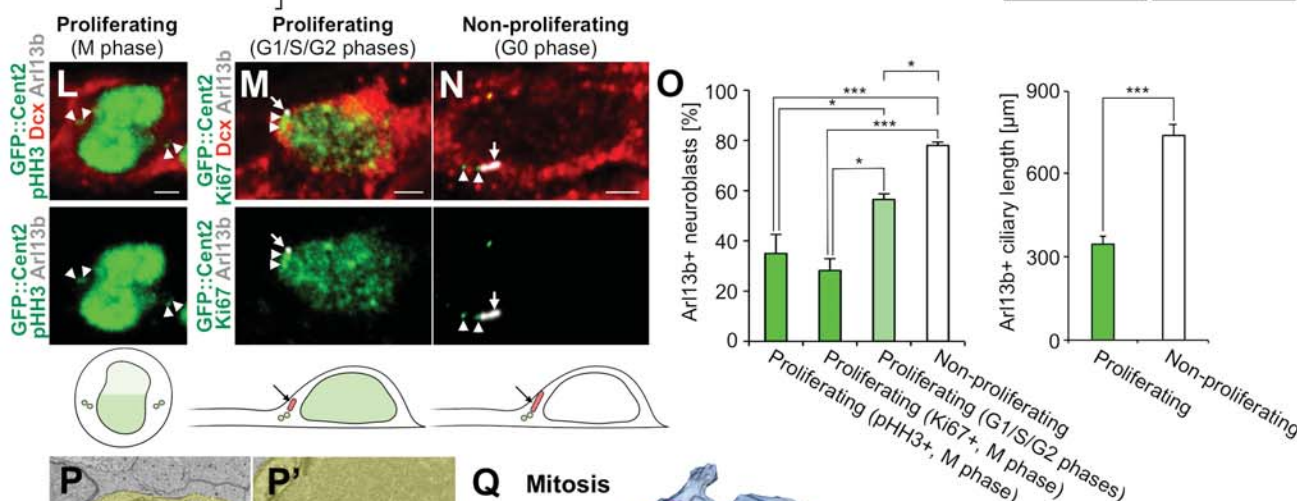 Proliferating
(M phase)
Proliferating
(G1/S/G2 phases)
Non-proliferating
(G0 phase)
GFP::Cent2
pHH3 Dcx Arl13b
L
GFP::Cent2
Ki67 Dcx Arl13b
M
N
GFP::Cent2
pHH3 Arl13b
GFP::Cent2
Ki67 Arl13b
O
Arl13b+ neuroblasts [%]
100
80
60
40
20
0
***
*
***
*
*
Proliferating (pHH3+, M phase)
Proliferating (Ki67+, M phase)
Proliferating (G1/S/G2 phases)
Non-proliferating
Arl13b+ ciliary length [μm]
900
600
300
0
***
Proliferating
Non-proliferating
P
P'
Q
Mitosis